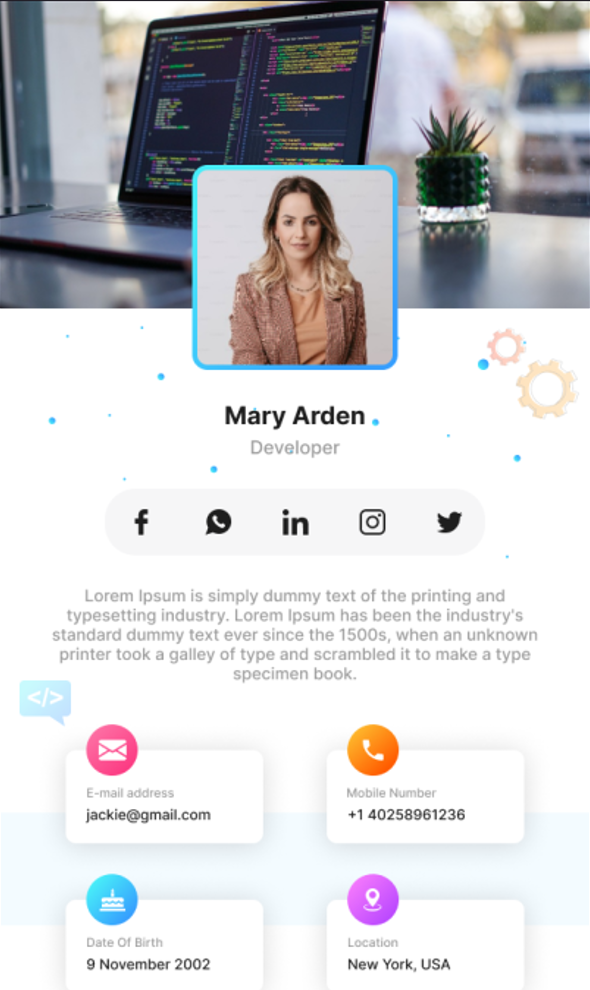 Mary Arden
Developer
Lorem Ipsum is simply dummy text of the printing and
typesetting industry. Lorem Ipsum has been the industry's
standard dummy text ever since the 1500s, when an unknown
printer took a galley of type and scrambled it to make a type
specimen book.
</>
E-mail address
jackie@gmail.com
Mobile Number
+1 40258961236
Date Of Birth
9 November 2002
Location
New York, USA